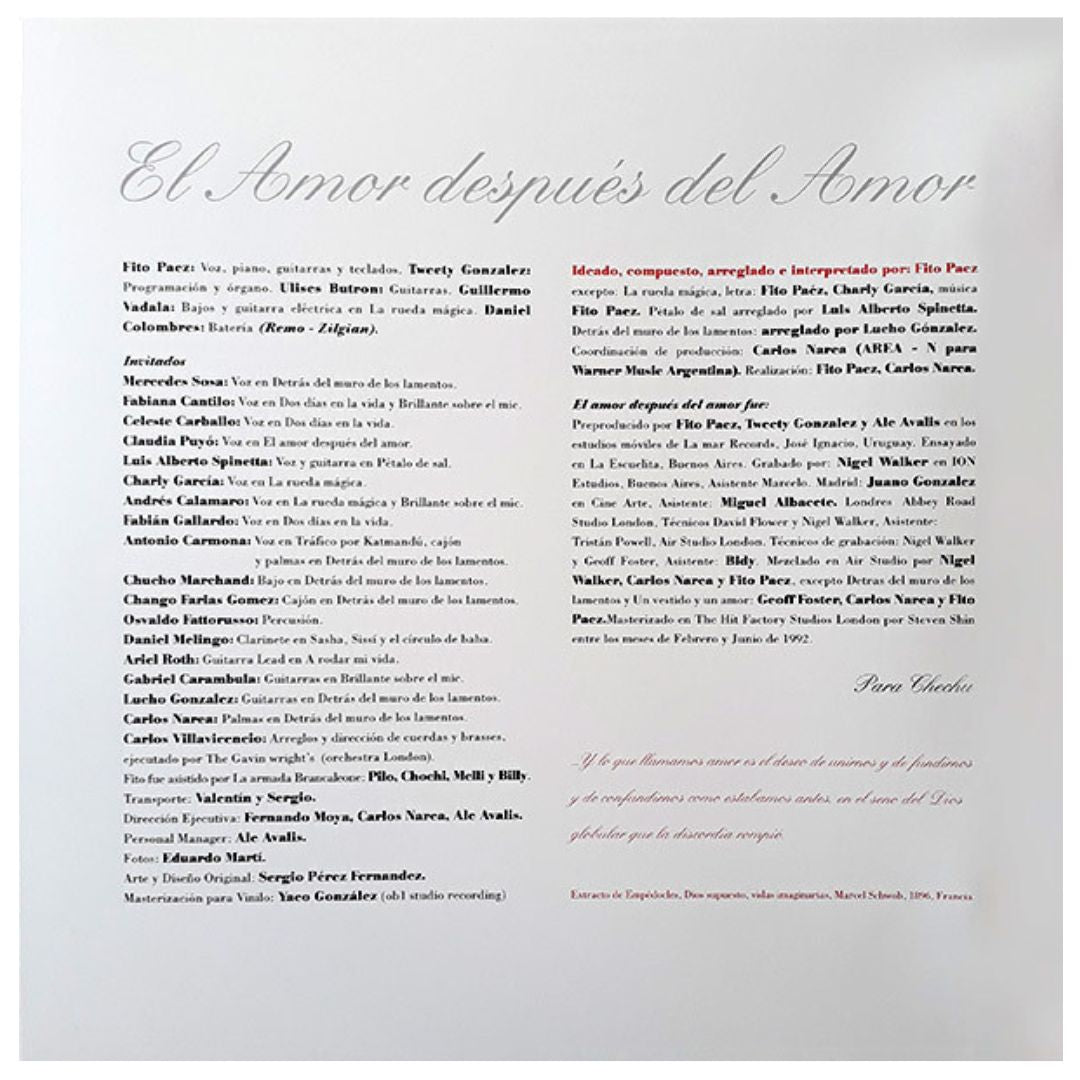 El Amor después del Amor
Fito Paez: Voz, piano, guitarras y teclados. Tweety Gonzalez:
Programación y órgano. Ulises Butron: Guitarras. Guillermo
Vadala: Bajos y guitarra eléctrica en La rueda mágica. Daniel
Colombres: Batería (Remo - Zilgian).
Invitados
Mercedes Sosa: Voz en Detrás del muro de los lamentos.
Fabiana Cantilo: Voz en Dos días en la vida y Brillante sobre el mic.
Celeste Carballo: Voz en Dos días en la vida.
Claudia Puyó: Voz en El amor después del amor.
Luis Alberto Spinetta: Voz y guitarra en Pétalo de sal.
Charly García: Voz en La rueda mágica.
Andrés Calamaro: Voz en La rueda mágica y Brillante sobre el mic.
Fabián Gallardo: Voz en Dos días en la vida.
Antonio Carmona: Voz en Tráfico por Katmandú, cajón
y palmas en Detrás del muro de los lamentos.
Chucho Marchand: Bajo en Detrás del muro de los lamentos.
Chango Farias Gomez: Cajón en Detrás del muro de los lamentos.
Osvaldo Fattorusso: Percusión.
Daniel Melingo: Clarinete en Sasha, Sissí y el círculo de baba.
Ariel Roth: Guitarra Lead en A rodar mi vida.
Gabriel Carambula: Guitarras en Brillante sobre el mic.
Lucho Gonzalez: Guitarras en Detrás del muro de los lamentos.
Carlos Narea: Palmas en Detrás del muro de los lamentos.
Carlos Villavicencio: Arreglos y dirección de cuerdas y brasses,
ejecutado por The Gavin wright's (orchestra London).
Fito fue asistido por La armada Brancaleone: Pilo, Chochi, Melli y Billy.
Transporte: Valentín y Sergio.
Dirección Ejecutiva: Fernando Moya, Carlos Narea, Ale Avalis.
Personal Manager: Ale Avalis.
Fotos: Eduardo Martí.
Arte y Diseño Original: Sergio Pérez Fernandez.
Masterización para Vinilo: Yaco González (ob1 studio recording)
Ideado, compuesto, arreglado e interpretado por: Fito Paez
excepto: La rueda mágica, letra: Fito Paéz, Charly García, música
Fito Paez. Pétalo de sal arreglado por Luis Alberto Spinetta.
Detrás del muro de los lamentos: arreglado por Lucho Gónzalez.
Coordinación de producción: Carlos Narea (AREA - N para
Warner Music Argentina). Realización: Fito Paez, Carlos Narea.
El amor después del amor fue:
Preproducido por Fito Paez, Tweety Gonzalez y Ale Avalis en los
estudios móviles de La mar Records, José Ignacio, Uruguay. Ensayado
en La Escuelita, Buenos Aires. Grabado por: Nigel Walker en ION
Estudios, Buenos Aires, Asistente Marcelo. Madrid: Juano Gonzalez
en Cine Arte, Asistente: Miguel Albacete. Londres Abbey Road
Studio London, Técnicos David Flower y Nigel Walker, Asistente:
Tristán Powell, Air Studio London. Técnicos de grabación: Nigel Walker
y Geoff Foster, Asistente: Bidy. Mezclado en Air Studio por Nigel
Walker, Carlos Narea y Fito Paez, excepto Detras del muro de los
lamentos y Un vestido y un amor: Geoff Foster, Carlos Narea y Fito
Paez.Masterizado en The Hit Factory Studios London por Steven Shin
entre los meses de Febrero y Junio de 1992.
Para Chechu
...Y lo que llamamos amor es el deseo de unirnos y de fundirnos
y de confundirnos como estabamos antes, en el seno del Dios
globular que la discordia rompió.
Extracto de Empédocles, Dios supuesto, vidas imaginarias, Marcel Schwob, 1896, Francia